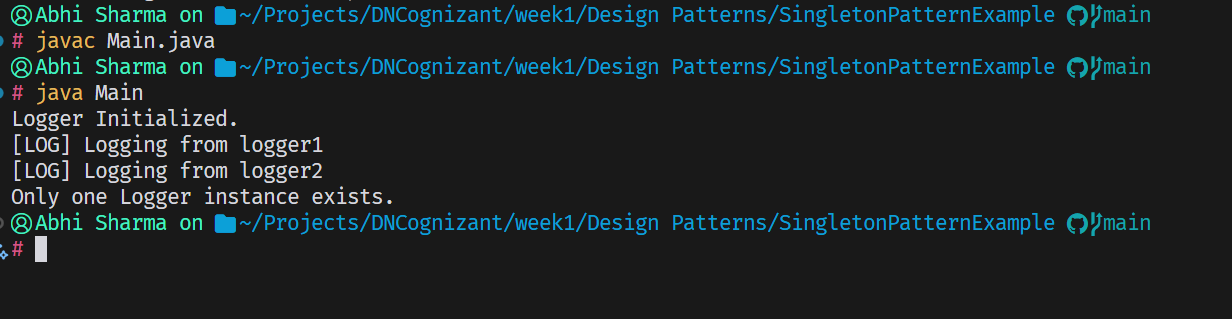 Abhi Sharma on ~/Projects/DNCognizant/week1/Design Patterns/SingletonPatternExample main
# javac Main.java
Abhi Sharma on ~/Projects/DNCognizant/week1/Design Patterns/SingletonPatternExample main
# java Main
Logger Initialized.
[LOG] Logging from logger1
[LOG] Logging from logger2
Only one Logger instance exists.
Abhi Sharma on ~/Projects/DNCognizant/week1/Design Patterns/SingletonPatternExample main
#